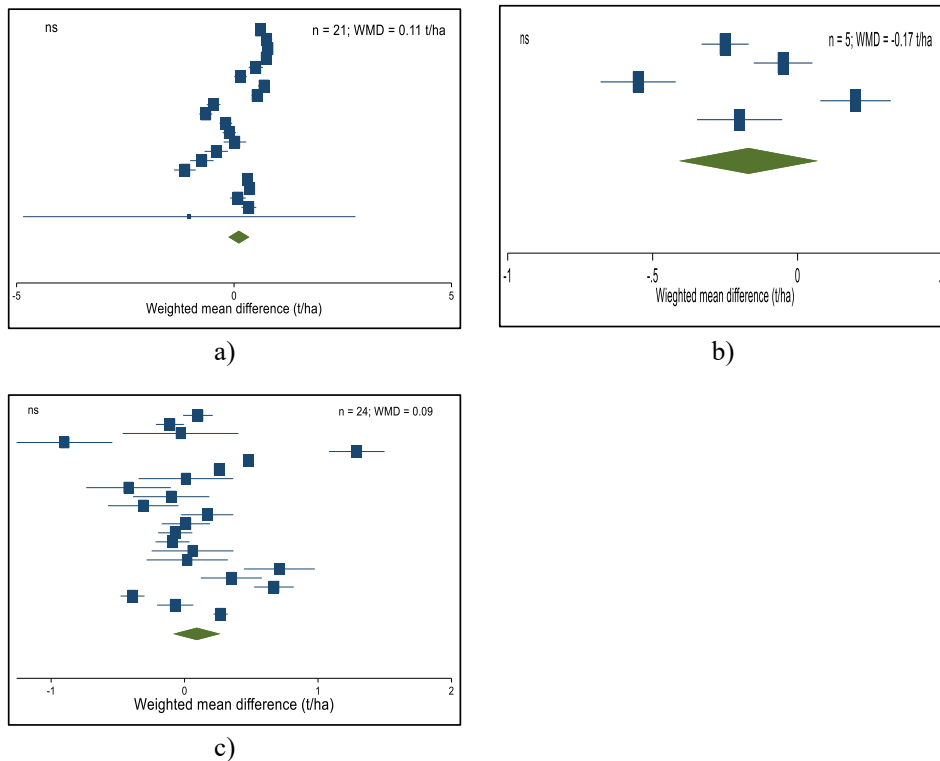 ns
n = 21; WMD = 0.11 t/ha
-5
0
5
Weighted mean difference (t/ha)
a)
ns
n = 5; WMD = -0.17 t/ha
-1
-.5
0
Weighted mean difference (t/ha)
b)
ns
n = 24; WMD = 0.09
-1
0
1
2
Weighted mean difference (t/ha)
c)